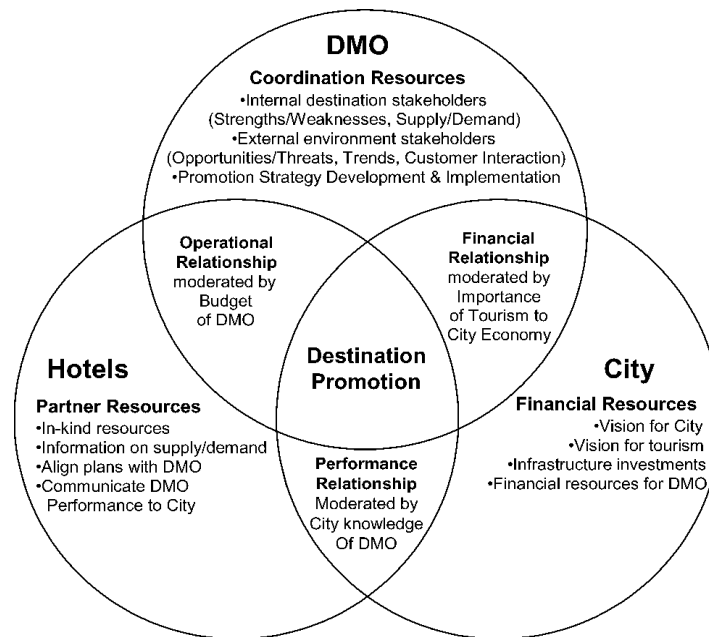 DMO
Coordination Resources
•Internal destination stakeholders
(Strengths/Weaknesses, Supply/Demand)
•External environment stakeholders
(Opportunities/Threats, Trends, Customer Interaction)
•Promotion Strategy Development & Implementation
Operational
Relationship
moderated by
Budget
of DMO
Financial
Relationship
moderated by
Importance
of Tourism to
City Economy
Destination
Promotion
Hotels
Partner Resources
•In-kind resources
•Information on supply/demand
•Align plans with DMO
•Communicate DMO
Performance to City
City
Financial Resources
•Vision for City
•Vision for tourism
•Infrastructure investments
•Financial resources for DMO
Performance
Relationship
Moderated by
City knowledge
Of DMO